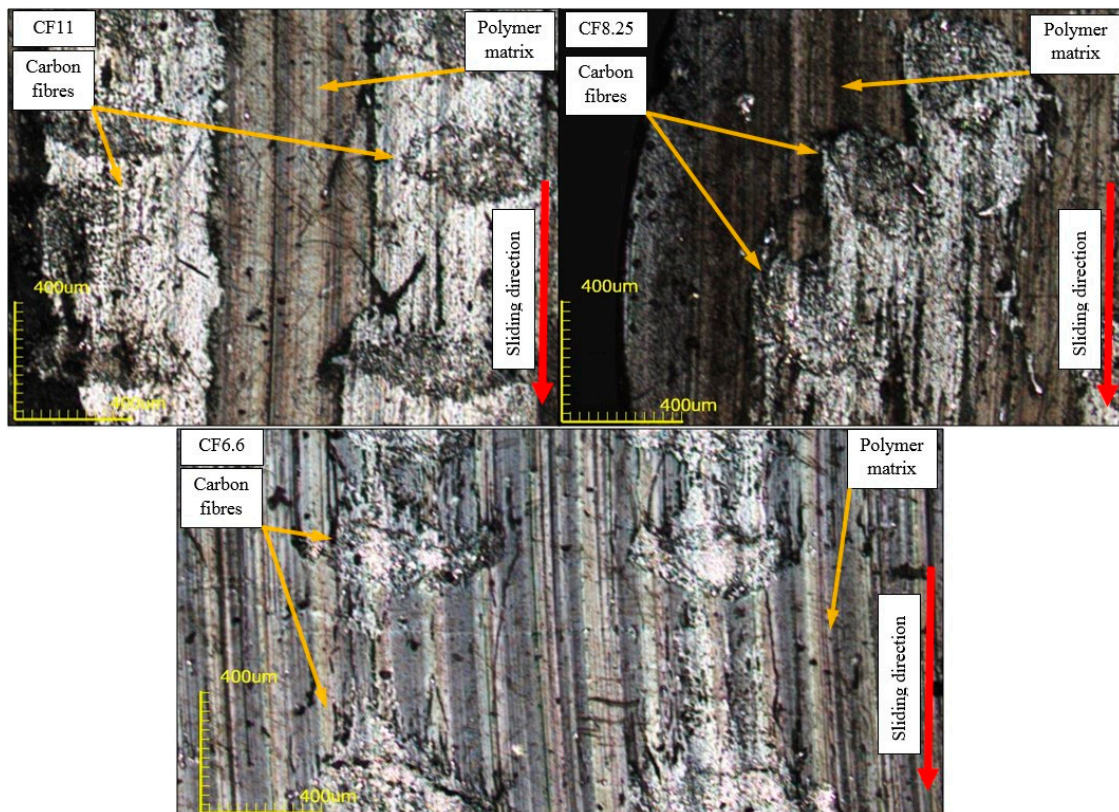 CF11
Carbon
fibres
Polymer
matrix
400um
400um
Sliding direction
CF8.25
Carbon
fibres
Polymer
matrix
400um
400um
Sliding direction
CF6.6
Carbon
fibres
Polymer
matrix
400um
400um
Sliding direction